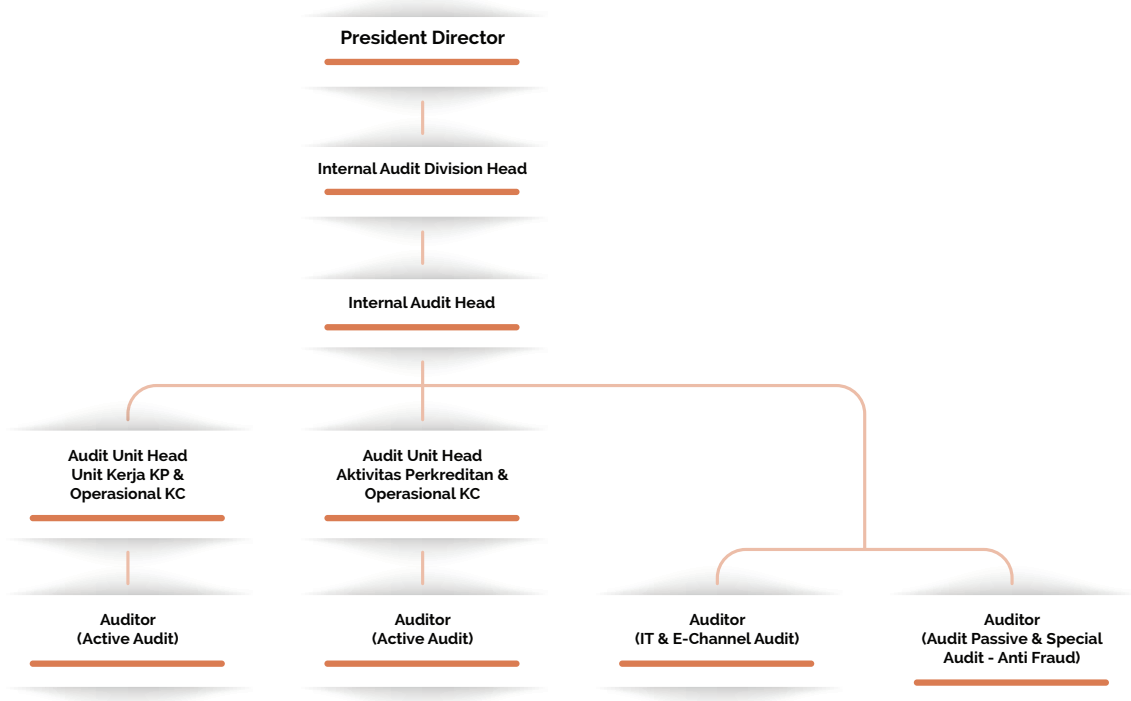 President Director
Internal Audit Division Head
Internal Audit Head
Audit Unit Head
Unit Kerja KP &
Operasional KC
Audit Unit Head
Aktivitas Perkreditan &
Operasional KC
Auditor
(Active Audit)
Auditor
(Active Audit)
Auditor
(IT & E-Channel Audit)
Auditor
(Audit Passive & Special
Audit - Anti Fraud)